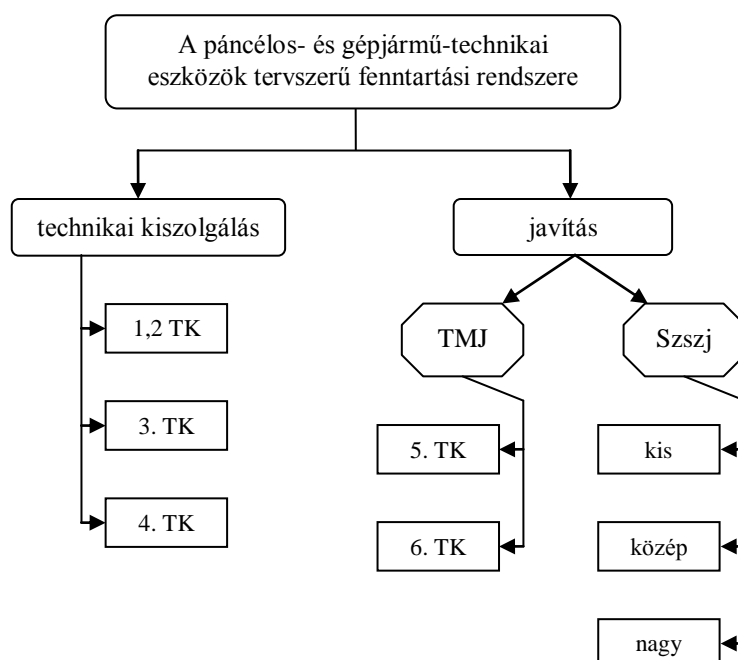 A páncélos- és gépjármű-technikai
eszközök tervszerű fenntartási rendszere
technikai kiszolgálás
javítás
1,2 TK
3. TK
4. TK
TMJ
Szszj
5. TK
6. TK
kis
közép
nagy